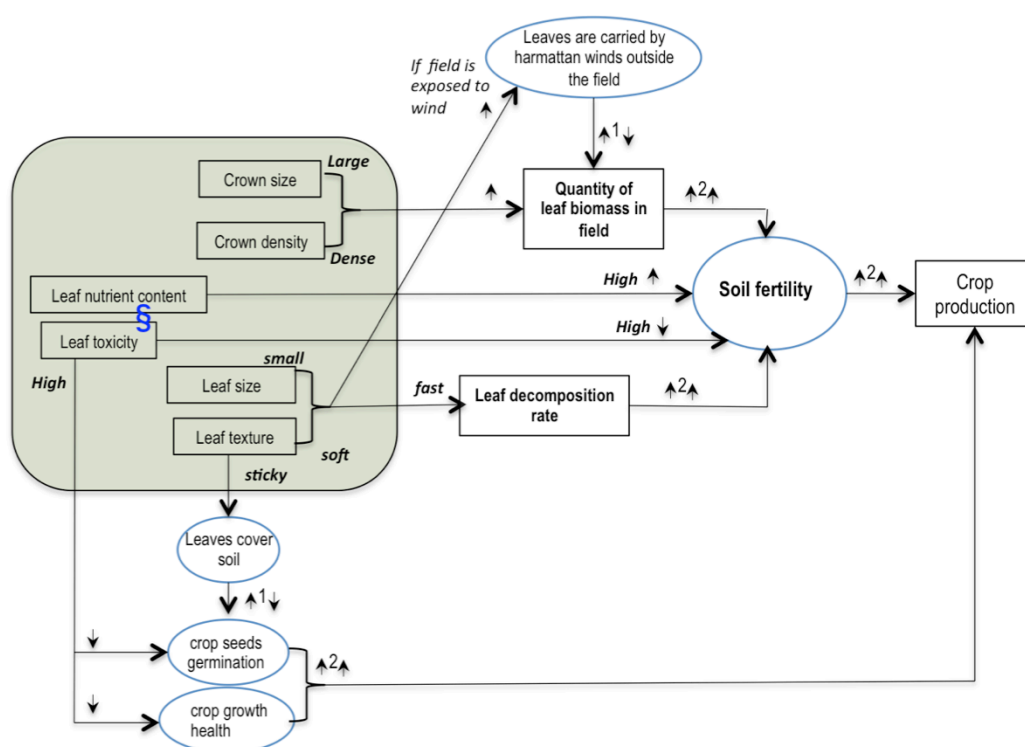 Leaves are carried by
harmattan winds outside
the field
If field is
exposed to
wind
↑
↑1↓
Large
Crown size
Crown density
Dense
↑
Quantity of
leaf biomass in
field
↑2↑
Leaf nutrient content
High ↑
§
Leaf toxicity
High ↓
High
Soil fertility
↑2↑
Crop
production
small
Leaf size
Leaf texture
soft
sticky
fast
Leaf decomposition
rate
↑2↑
Leaves cover
soil
↑1↓
↓
crop seeds
germination
↑2↑
↓
crop growth
health